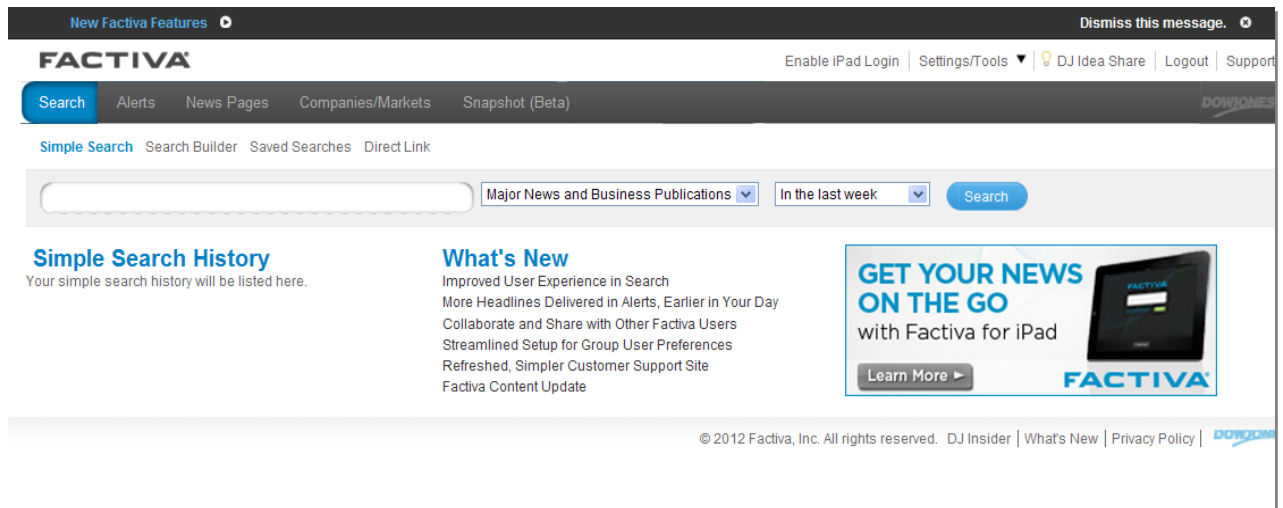 New Factiva Features Dismiss this message.
FACTIVA Enable iPad Login Settings/Tools DJ Idea Share Logout Support
Search Alerts News Pages Companies/Markets Snapshot (Beta) DOWJONES
Simple Search Search Builder Saved Searches Direct Link
Major News and Business Publications In the last week Search
Simple Search History
Your simple search history will be listed here.
What's New
Improved User Experience in Search
More Headlines Delivered in Alerts, Earlier in Your Day
Collaborate and Share with Other Factiva Users
Streamlined Setup for Group User Preferences
Refreshed, Simpler Customer Support Site
Factiva Content Update
GET YOUR NEWS
ON THE GO
with Factiva for iPad
Learn More
FACTIVA
FACTIVA
© 2012 Factiva, Inc. All rights reserved. DJ Insider | What's New | Privacy Policy | DOWJONE